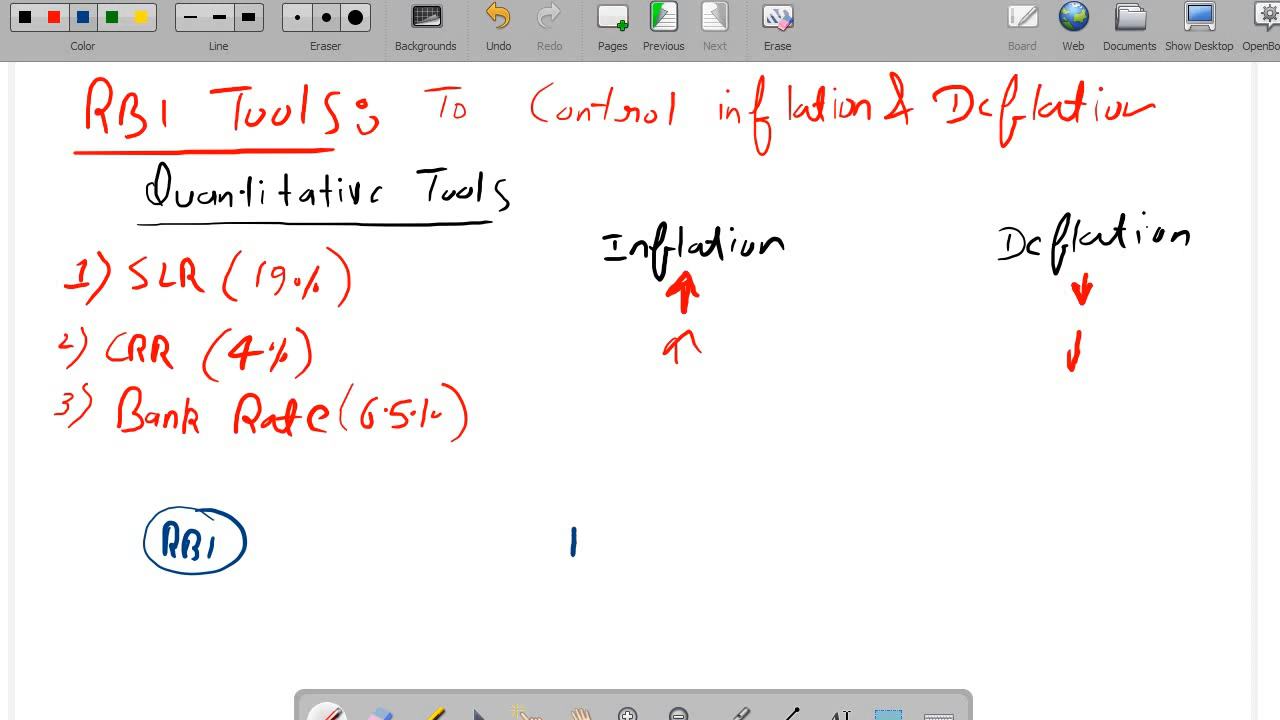 Color Line Eraser Backgrounds Undo Redo Pages Previous Next Erase Board Web Documents Show Desktop OpenBo
RBI Tools: To Control inflation & Deflation
Quantitative Tools
Inflation Deflation
1) SLR (19%)
2) CRR (4%)
3) Bank Rate (6.5%)
RBI